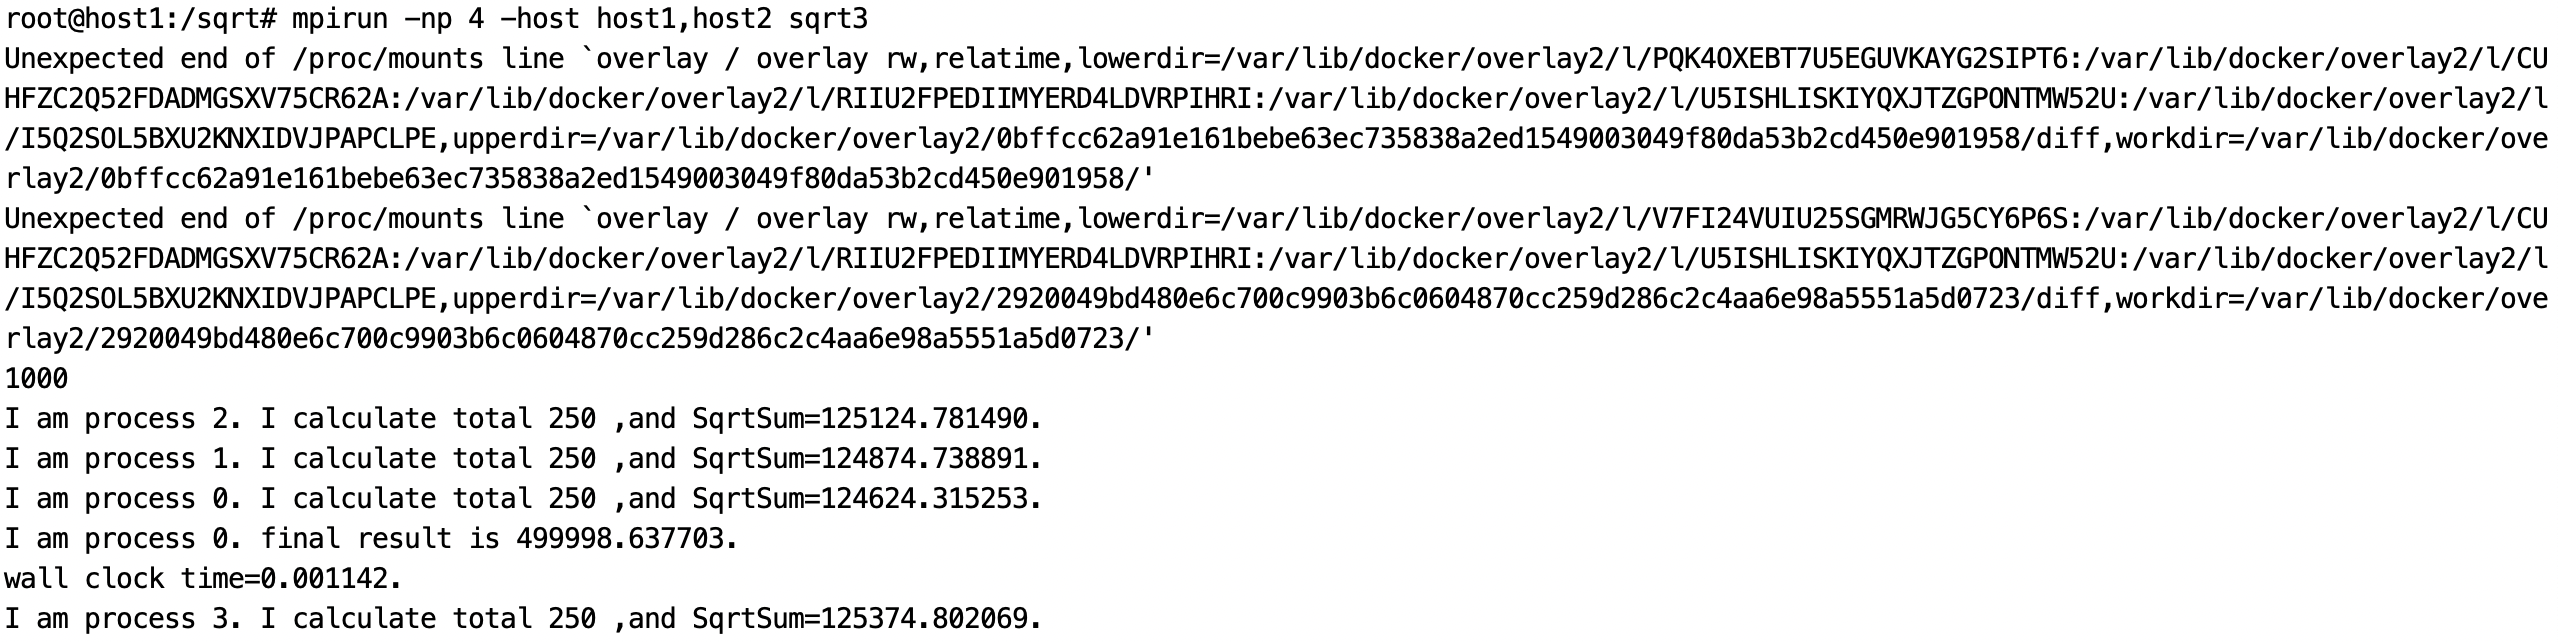 root@host1:/sqrt# mpirun -np 4 -host host1,host2 sqrt3
Unexpected end of /proc/mounts line `overlay / overlay rw,relatime,lowerdir=/var/lib/docker/overlay2/l/PQK4OXEBT7U5EGUVKAYG2SIPT6:/var/lib/docker/overlay2/l/CU
HFZC2Q52FDADMGSXV75CR62A:/var/lib/docker/overlay2/l/RIIU2FPEDIIMYERD4LDVRPIHRI:/var/lib/docker/overlay2/l/U5ISHLISKIYQXJTZGPONTMW52U:/var/lib/docker/overlay2/l
/I5Q2SOL5BXU2KNXIDVJPAPCLPE,upperdir=/var/lib/docker/overlay2/0bffcc62a91e161bebe63ec735838a2ed1549003049f80da53b2cd450e901958/diff,workdir=/var/lib/docker/ove
rlay2/0bffcc62a91e161bebe63ec735838a2ed1549003049f80da53b2cd450e901958/'
Unexpected end of /proc/mounts line `overlay / overlay rw,relatime,lowerdir=/var/lib/docker/overlay2/l/V7FI24VUIU25SGMRWJG5CY6P6S:/var/lib/docker/overlay2/l/CU
HFZC2Q52FDADMGSXV75CR62A:/var/lib/docker/overlay2/l/RIIU2FPEDIIMYERD4LDVRPIHRI:/var/lib/docker/overlay2/l/U5ISHLISKIYQXJTZGPONTMW52U:/var/lib/docker/overlay2/l
/I5Q2SOL5BXU2KNXIDVJPAPCLPE,upperdir=/var/lib/docker/overlay2/2920049bd480e6c700c9903b6c0604870cc259d286c2c4aa6e98a5551a5d0723/diff,workdir=/var/lib/docker/ove
rlay2/2920049bd480e6c700c9903b6c0604870cc259d286c2c4aa6e98a5551a5d0723/'
1000
I am process 2. I calculate total 250 ,and SqrtSum=125124.781490.
I am process 1. I calculate total 250 ,and SqrtSum=124874.738891.
I am process 0. I calculate total 250 ,and SqrtSum=124624.315253.
I am process 0. final result is 499998.637703.
wall clock time=0.001142.
I am process 3. I calculate total 250 ,and SqrtSum=125374.802069.